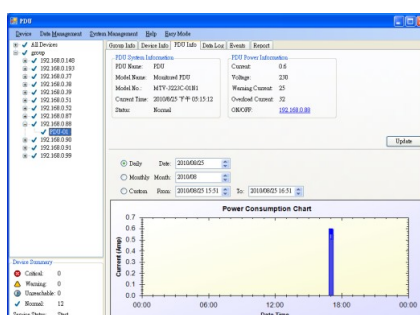 PDU
Device Data Management System Management Help Easy Mode
All Devices
group
192.168.0.148
192.168.0.193
192.168.0.37
192.168.0.38
192.168.0.39
192.168.0.51
192.168.0.52
192.168.0.87
192.168.0.88
PDU-01
192.168.0.90
192.168.0.91
192.168.0.99
Device Summary
Critical: 0
Warning: 0
Unreachable: 0
Normal: 12
Service Status: Start
Group Info Device Info PDU Info Data Log Events Report
PDU System Information
PDU Name: PDU
Model Name: Monitored PDU
Model No.: MTV-3223C-01N1
Current Time: 2010/8/25 下午 05:15:12
Status: Normal
PDU Power Information
Current: 0.6
Voltage: 230
Warning Current: 25
Overload Current: 32
ON/OFF: 192.168.0.88
Update
Daily Date: 2010/08/25
Monthly Month: 2010/08
Custom From: 2010/08/25 15:51 To: 2010/08/25 16:51
Power Consumption Chart
Current (Amp)
0.7
0.6
0.5
0.4
0.3
0.2
0.1
0.0
00:00 06:00 12:00 18:00 00:00
Date Time